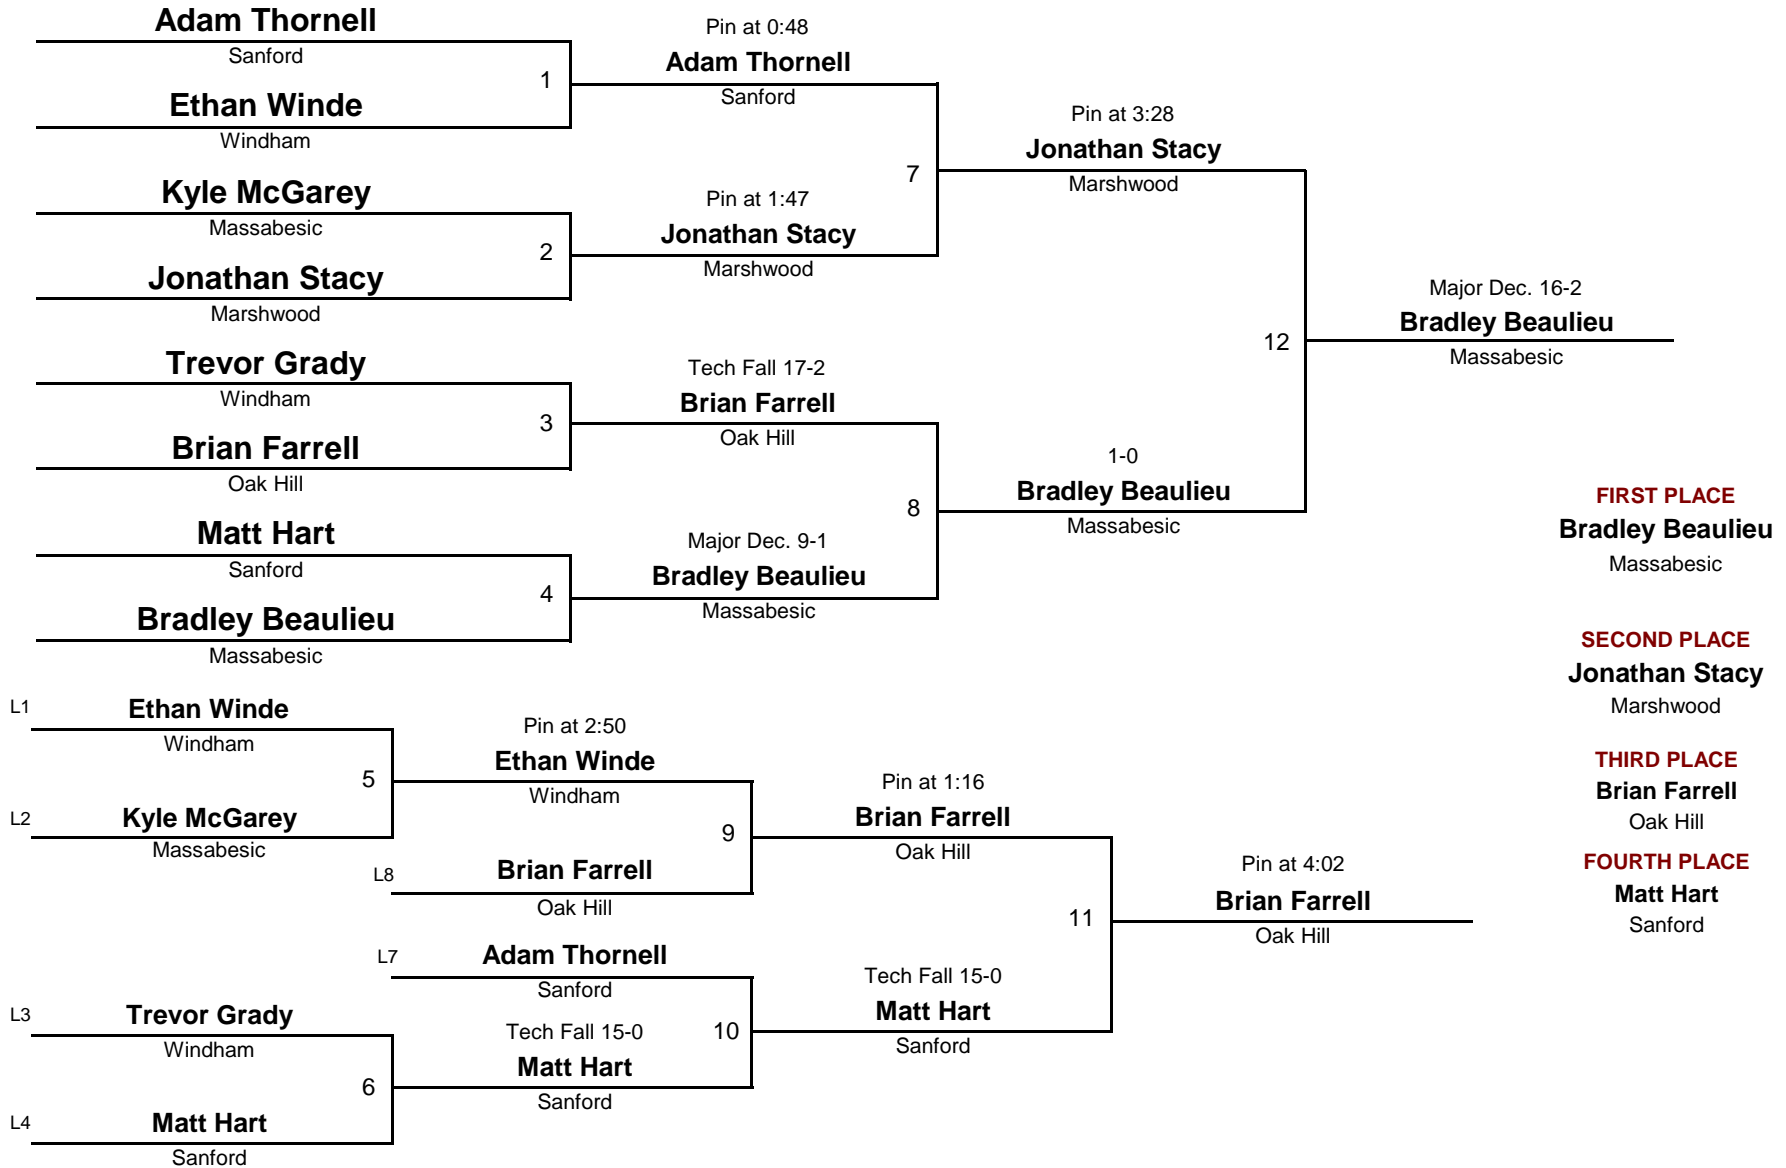 Adam Thornell
Sanford
1
Ethan Winde
Windham
Kyle McGarey
Massabesic
2
Jonathan Stacy
Marshwood
Trevor Grady
Windham
3
Brian Farrell
Oak Hill
Matt Hart
Sanford
4
Bradley Beaulieu
Massabesic
Pin at 0:48
Adam Thornell
Sanford
7
Pin at 1:47
Jonathan Stacy
Marshwood
Tech Fall 17-2
Brian Farrell
Oak Hill
8
Major Dec. 9-1
Bradley Beaulieu
Massabesic
Pin at 3:28
Jonathan Stacy
Marshwood
12
1-0
Bradley Beaulieu
Massabesic
Major Dec. 16-2
Bradley Beaulieu
Massabesic
FIRST PLACE
Bradley Beaulieu
Massabesic
SECOND PLACE
Jonathan Stacy
Marshwood
THIRD PLACE
Brian Farrell
Oak Hill
FOURTH PLACE
Matt Hart
Sanford
L1 Ethan Winde
Windham
5
L2 Kyle McGarey
Massabesic
Pin at 2:50
Ethan Winde
Windham
9
L8 Brian Farrell
Oak Hill
L7 Adam Thornell
Sanford
10
L3 Trevor Grady
Windham
6
L4 Matt Hart
Sanford
Tech Fall 15-0
Matt Hart
Sanford
Pin at 1:16
Brian Farrell
Oak Hill
11
Tech Fall 15-0
Matt Hart
Sanford
Pin at 4:02
Brian Farrell
Oak Hill